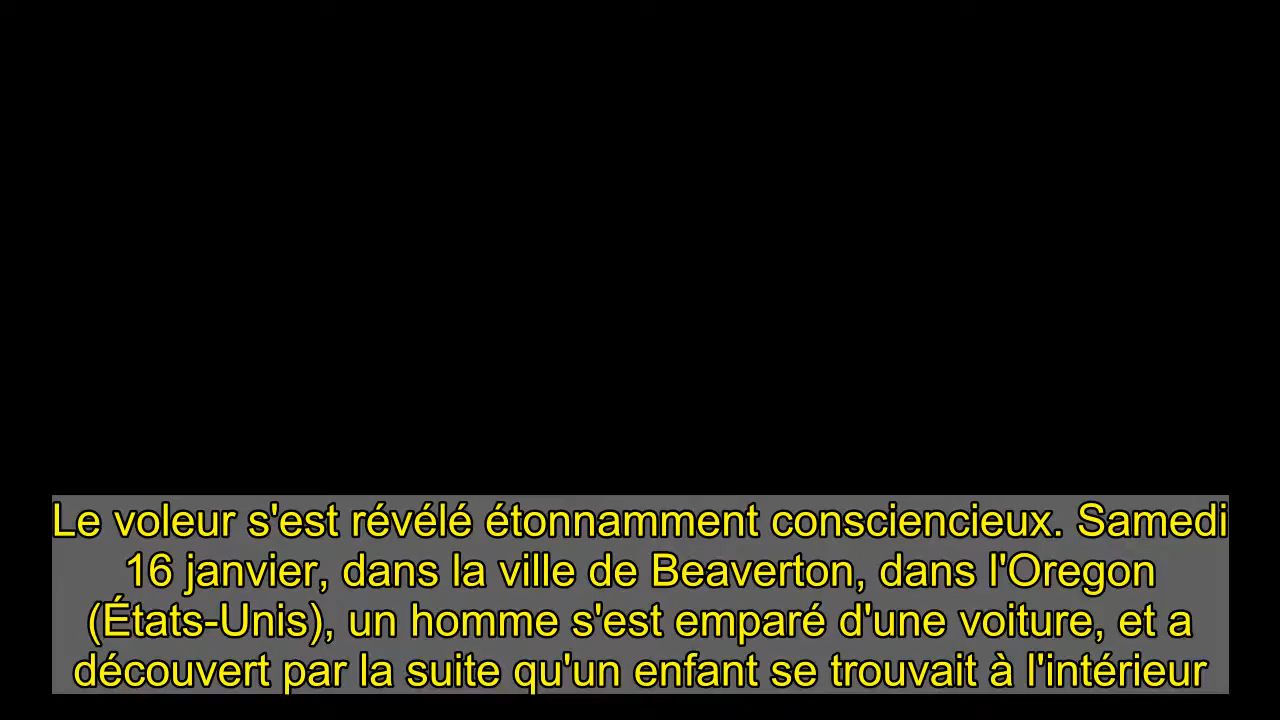 Le voleur s'est révélé étonnamment consciencieux. Samedi
16 janvier, dans la ville de Beaverton, dans l'Oregon
(États-Unis), un homme s'est emparé d'une voiture, et a
découvert par la suite qu'un enfant se trouvait à l'intérieur